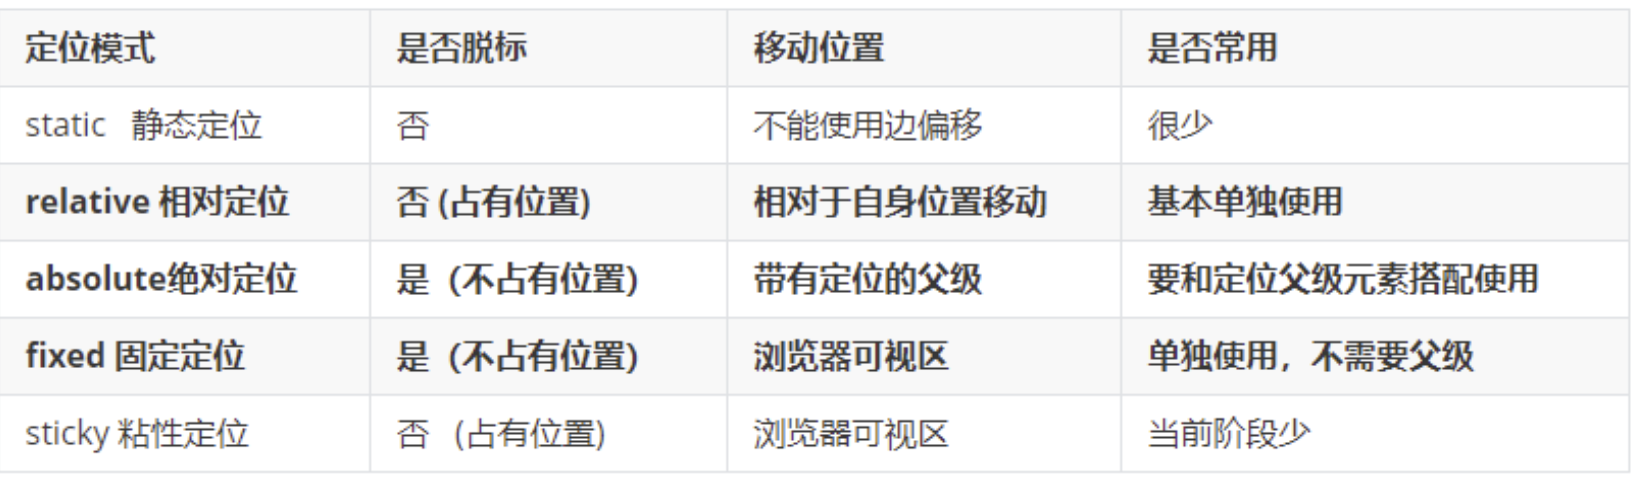 定位模式 是否脱标 移动位置 是否常用
static 静态定位 否 不能使用边偏移 很少
relative 相对定位 否 (占有位置) 相对于自身位置移动 基本单独使用
absolute绝对定位 是（不占有位置） 带有定位的父级 要和定位父级元素搭配使用
fixed 固定定位 是（不占有位置） 浏览器可视区 单独使用，不需要父级
sticky 粘性定位 否 （占有位置） 浏览器可视区 当前阶段少